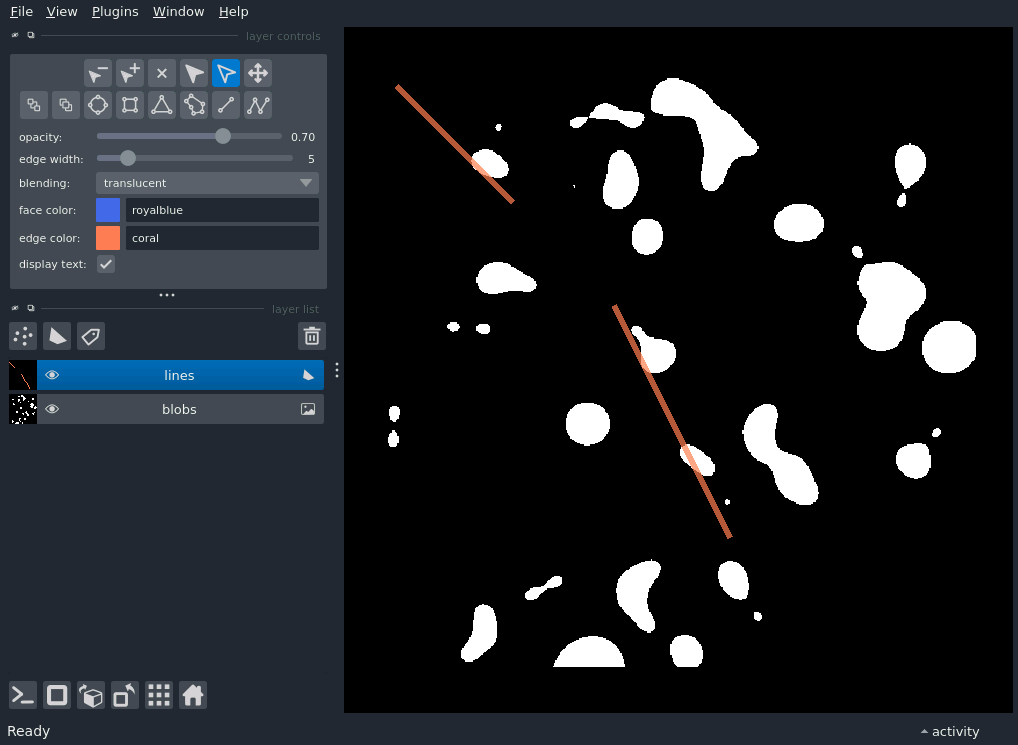 File View Plugins Window Help
layer controls
opacity: 0.70
edge width: 5
blending: translucent
face color: royalblue
edge color: coral
display text:
layer list
lines
blobs
Ready
activity